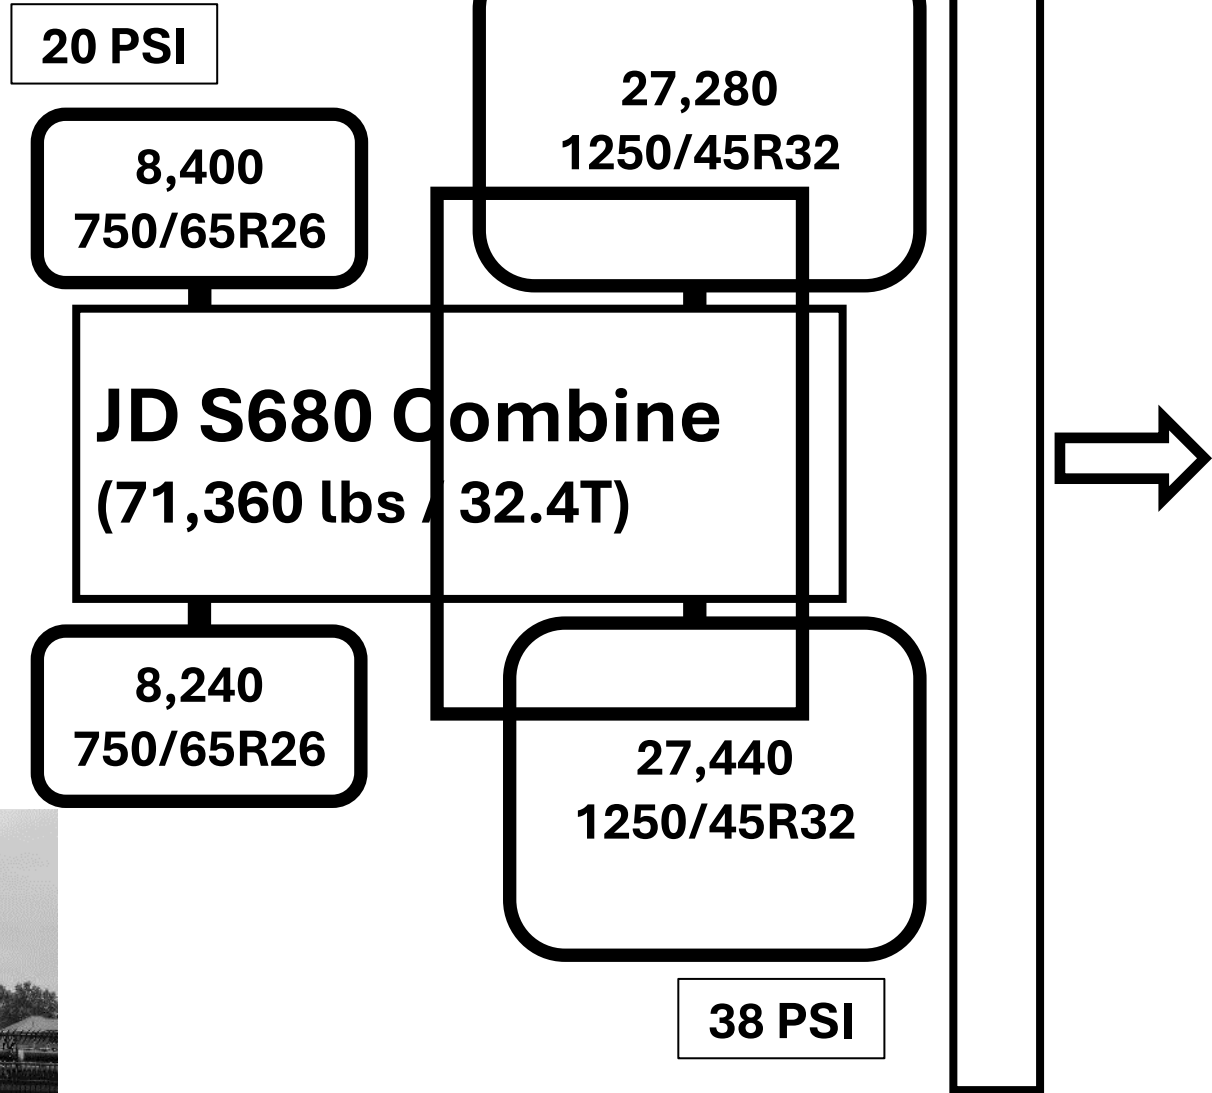 20 PSI
27,280
1250/45R32
8,400
750/65R26
JD S680 Combine
(71,360 lbs / 32.4T)
8,240
750/65R26
27,440
1250/45R32
38 PSI